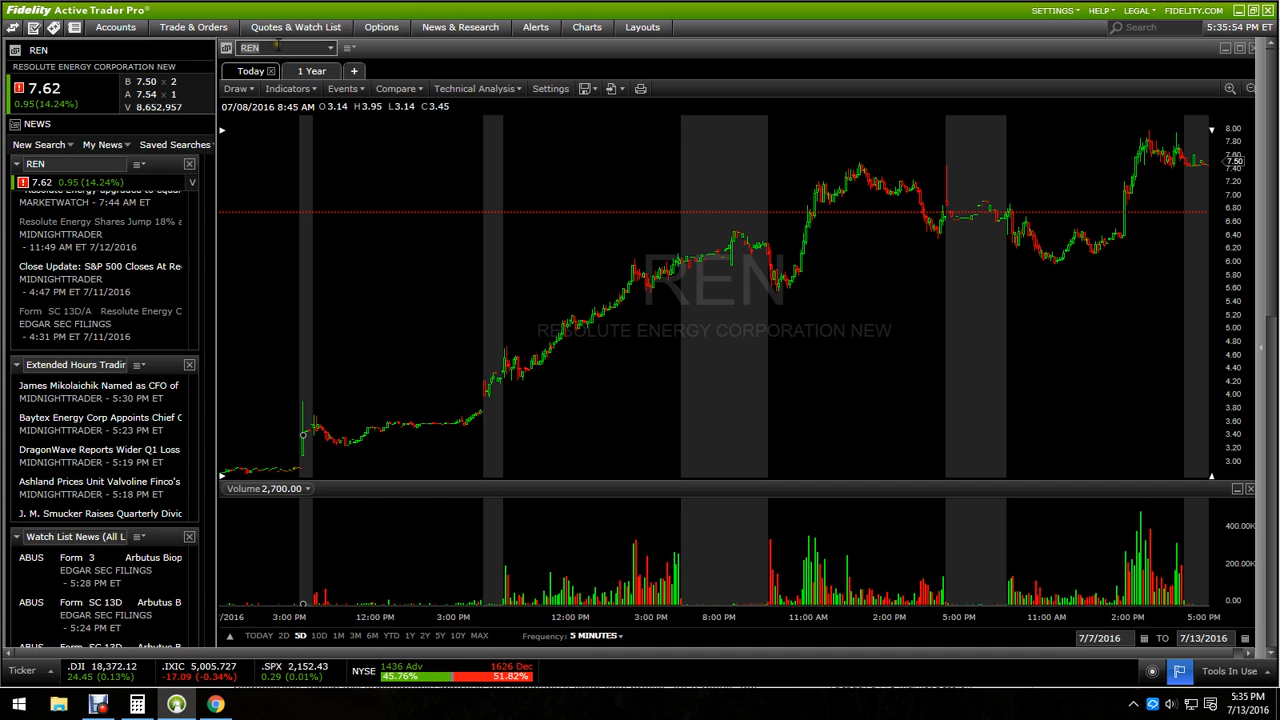 Fidelity Active Trader Pro®
SETTINGS HELP LEGAL FIDELITY.COM
Accounts Trade & Orders Quotes & Watch List Options News & Research Alerts Charts Layouts Search 5:35:54 PM ET
REN
RESOLUTE ENERGY CORPORATION NEW
7.62
0.95 (14.24%)
B 7.50 x 2
A 7.54 x 1
V 8,652,957
NEWS
New Search My News Saved Searches
REN
7.62 0.95 (14.24%) V
MARKETWATCH - 7:44 AM ET
Resolute Energy Shares Jump 18% a
MIDNIGHTTRADER
- 11:49 AM ET 7/12/2016
Close Update: S&P 500 Closes At Re
MIDNIGHTTRADER
- 4:47 PM ET 7/11/2016
Form SC 13D/A Resolute Energy C
EDGAR SEC FILINGS
- 4:31 PM ET 7/11/2016
Extended Hours Tradir
James Mikolaichik Named as CFO of
MIDNIGHTTRADER - 5:30 PM ET
Baytex Energy Corp Appoints Chief C
MIDNIGHTTRADER - 5:23 PM ET
DragonWave Reports Wider Q1 Loss
MIDNIGHTTRADER - 5:19 PM ET
Ashland Prices Unit Valvoline Finco's
MIDNIGHTTRADER - 5:18 PM ET
J. M. Smucker Raises Quarterly Divic
Watch List News (All L
ABUS Form 3 Arbutus Biop
EDGAR SEC FILINGS
- 5:28 PM ET
ABUS Form SC 13D Arbutus B
EDGAR SEC FILINGS
- 5:24 PM ET
REN
Today 1 Year +
Draw Indicators Events Compare Technical Analysis Settings
07/08/2016 8:45 AM O 3.14 H 3.95 L 3.14 C 3.45
REN
RESOLUTE ENERGY CORPORATION NEW
8.00
7.80
7.60
7.50
7.40
7.20
7.00
6.80
6.60
6.40
6.20
6.00
5.80
5.60
5.40
5.20
5.00
4.80
4.60
4.40
4.20
4.00
3.80
3.60
3.40
3.20
3.00
Volume 2,700.00
400.00K
200.00K
0.00
/2016 3:00 PM 12:00 PM 3:00 PM 12:00 PM 3:00 PM 8:00 PM 11:00 AM 2:00 PM 5:00 PM 11:00 AM 2:00 PM 5:00 PM
TODAY 2D 5D 10D 1M 3M 6M YTD 1Y 2Y 5Y 10Y MAX Frequency: 5 MINUTES 7/7/2016 TO 7/13/2016
Ticker .DJI 18,372.12 .IXIC 5,005.727 .SPX 2,152.43 NYSE 1436 Adv 1626 Dec Tools In Use
24.45 (0.13%) -17.09 (-0.34%) 0.29 (0.01%) 45.76% 51.82%
5:35 PM
7/13/2016